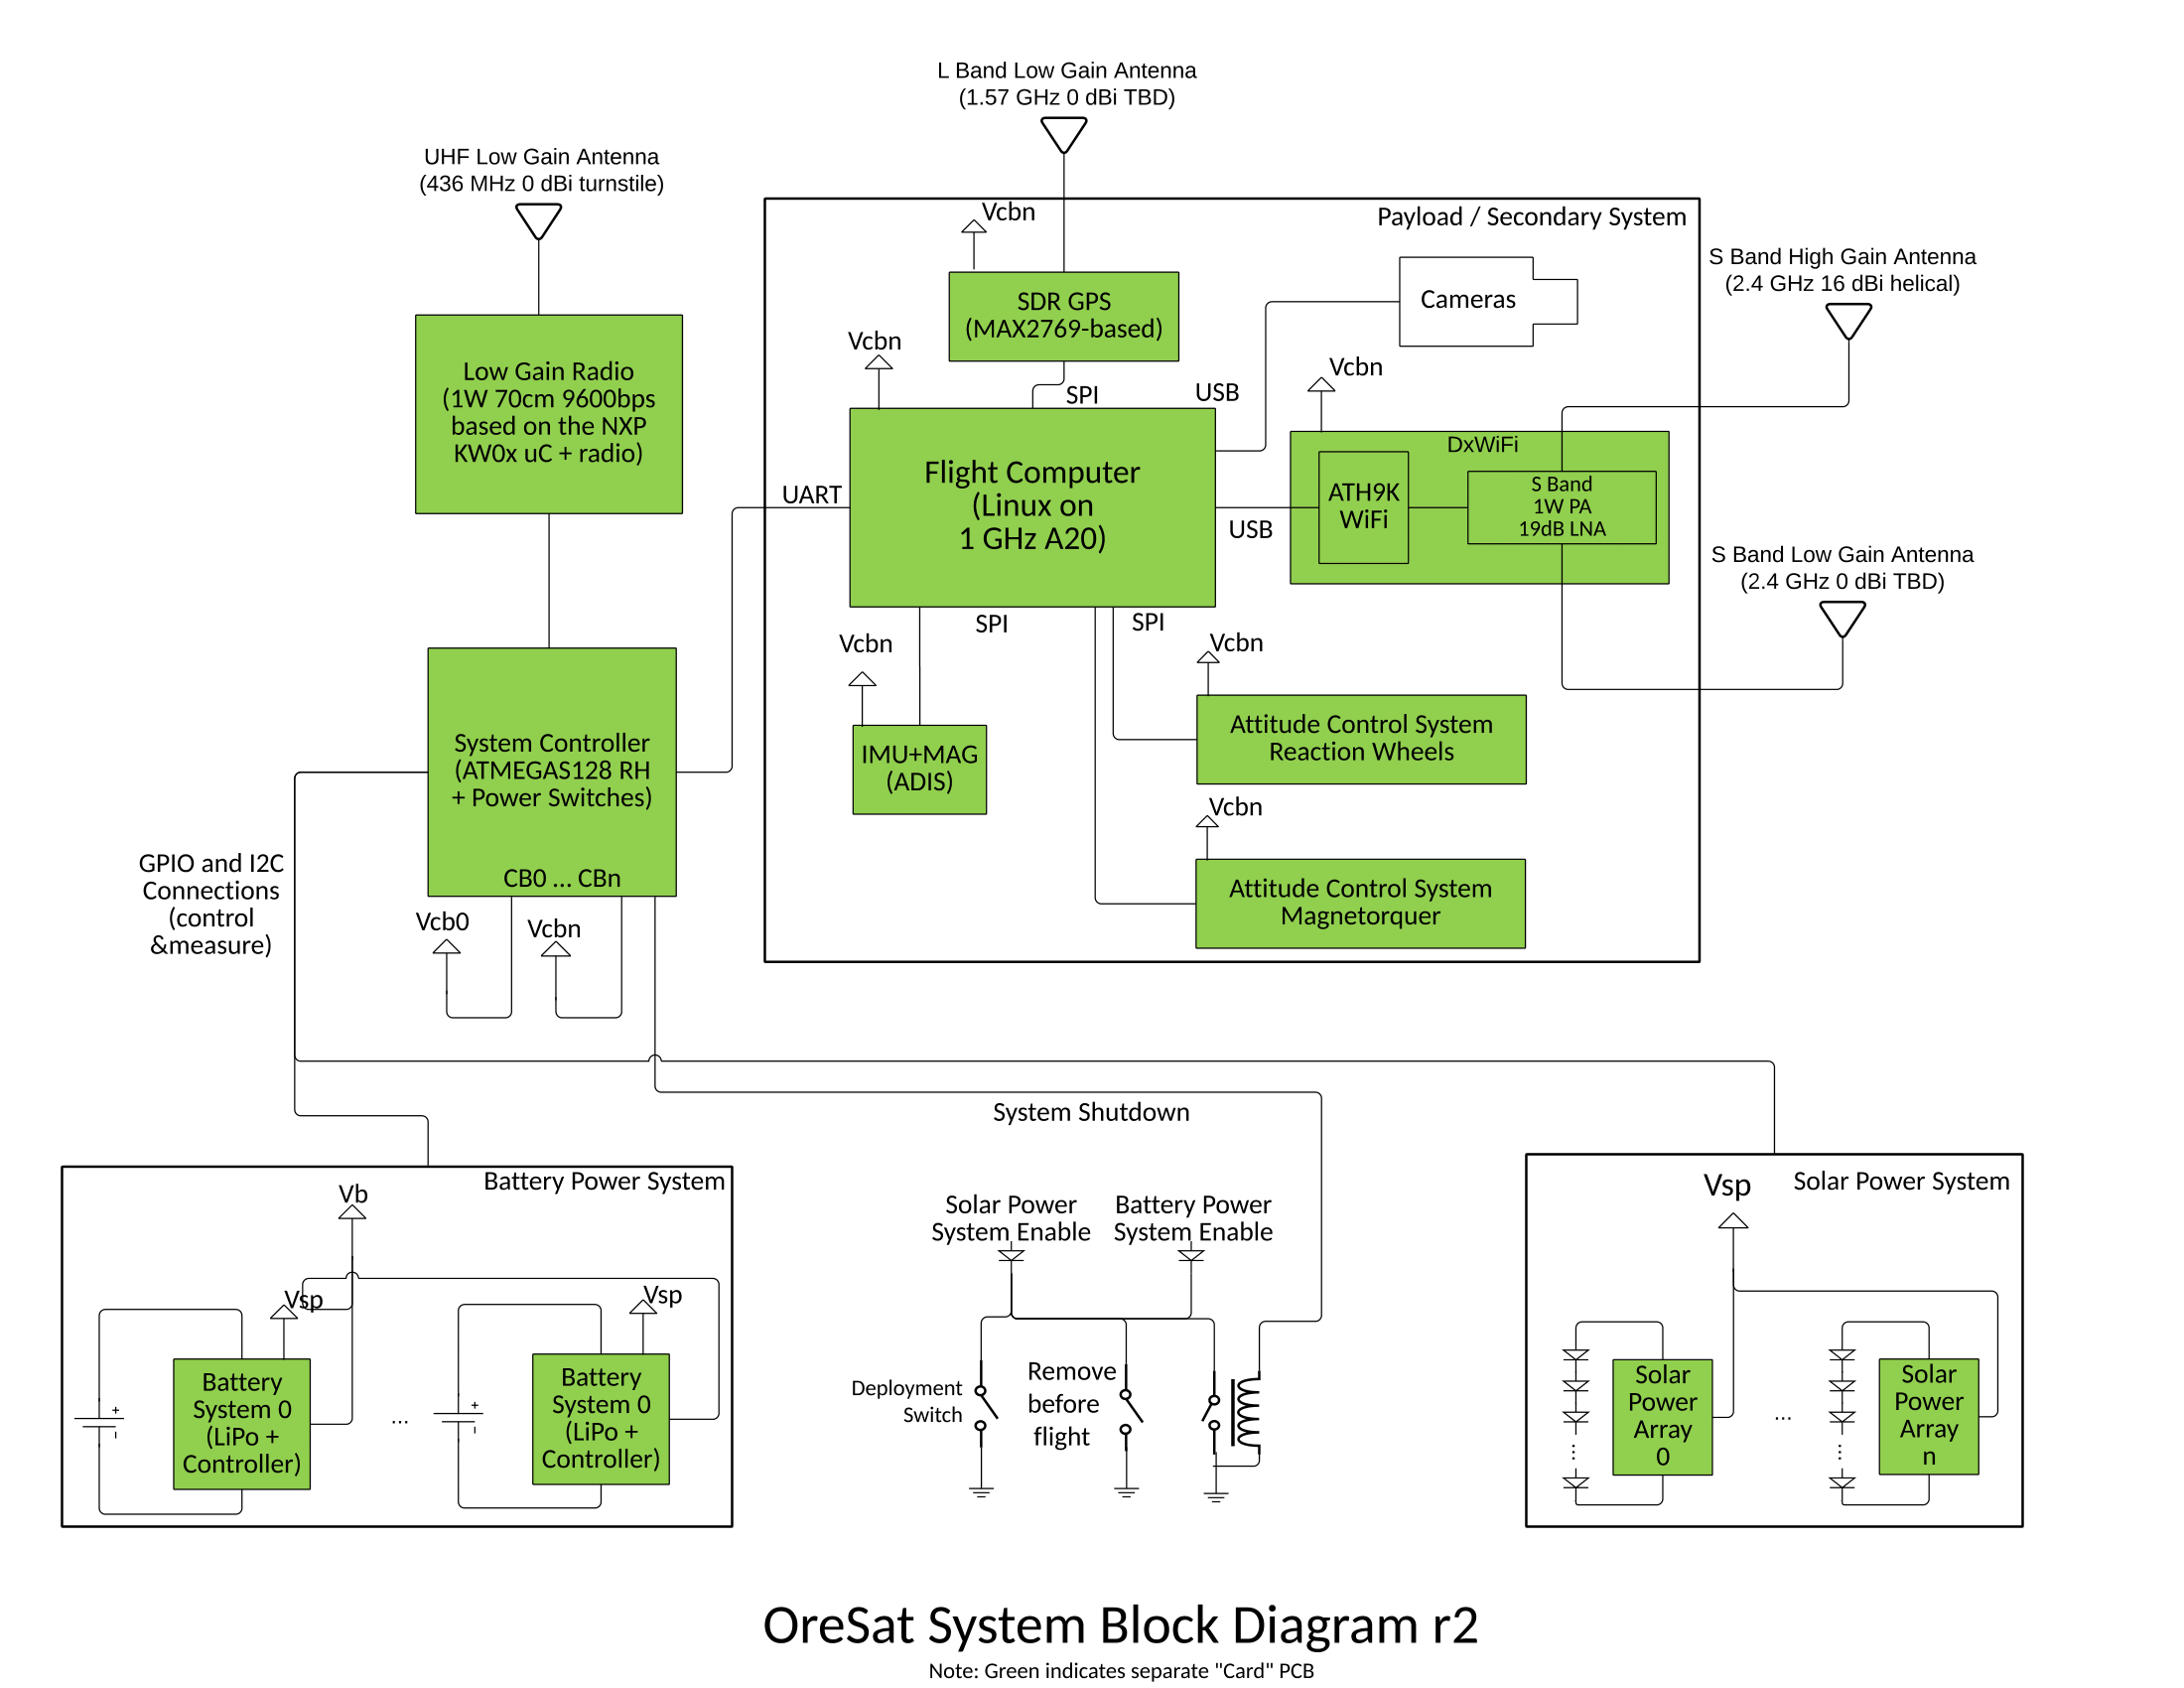 L Band Low Gain Antenna
(1.57 GHz 0 dBi TBD)
UHF Low Gain Antenna
(436 MHz 0 dBi turnstile)
Vcbn
Payload / Secondary System
S Band High Gain Antenna
(2.4 GHz 16 dBi helical)
SDR GPS
(MAX2769-based)
Cameras
Vcbn
Low Gain Radio
(1W 70cm 9600bps
based on the NXP
KW0x uC + radio)
SPI
USB
Vcbn
DxWiFi
Flight Computer
(Linux on
1 GHz A20)
UART
USB
ATH9K
WiFi
S Band
1W PA
19dB LNA
S Band Low Gain Antenna
(2.4 GHz 0 dBi TBD)
SPI
SPI
Vcbn
Vcbn
Attitude Control System
Reaction Wheels
IMU+MAG
(ADIS)
System Controller
(ATMEGAS128 RH
+ Power Switches)
Vcbn
Attitude Control System
Magnetorquer
CB0 ... CBn
GPIO and I2C
Connections
(control
&measure)
Vcb0
Vcbn
System Shutdown
Battery Power System
Vb
Vsp
Vsp
+
-
Battery
System 0
(LiPo +
Controller)
...
+
-
Battery
System 0
(LiPo +
Controller)
Solar Power
System Enable
Battery Power
System Enable
Deployment
Switch
Remove
before
flight
Vsp
Solar Power System
Solar
Power
Array
0
...
Solar
Power
Array
n
...
...
OreSat System Block Diagram r2
Note: Green indicates separate "Card" PCB